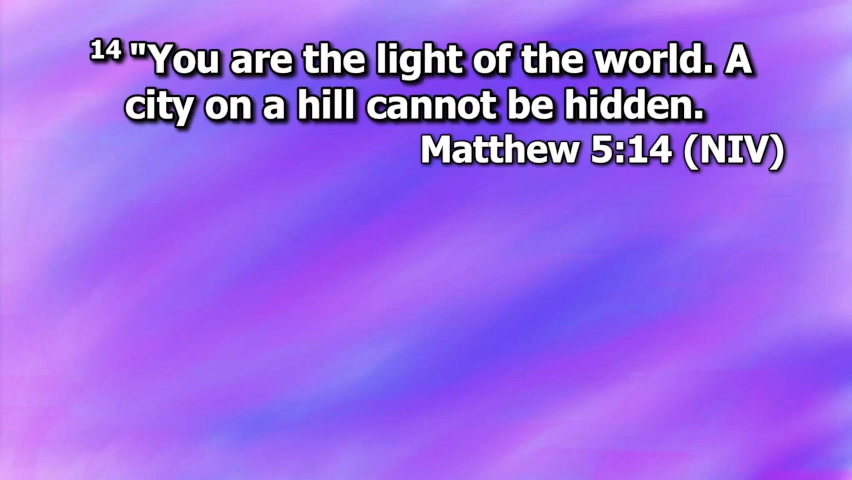 14 "You are the light of the world. A
city on a hill cannot be hidden.
Matthew 5:14 (NIV)